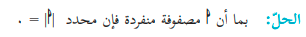 الحلّ: بما أن أ مصفوفة منفردة فإن محدد |أ| = ٠